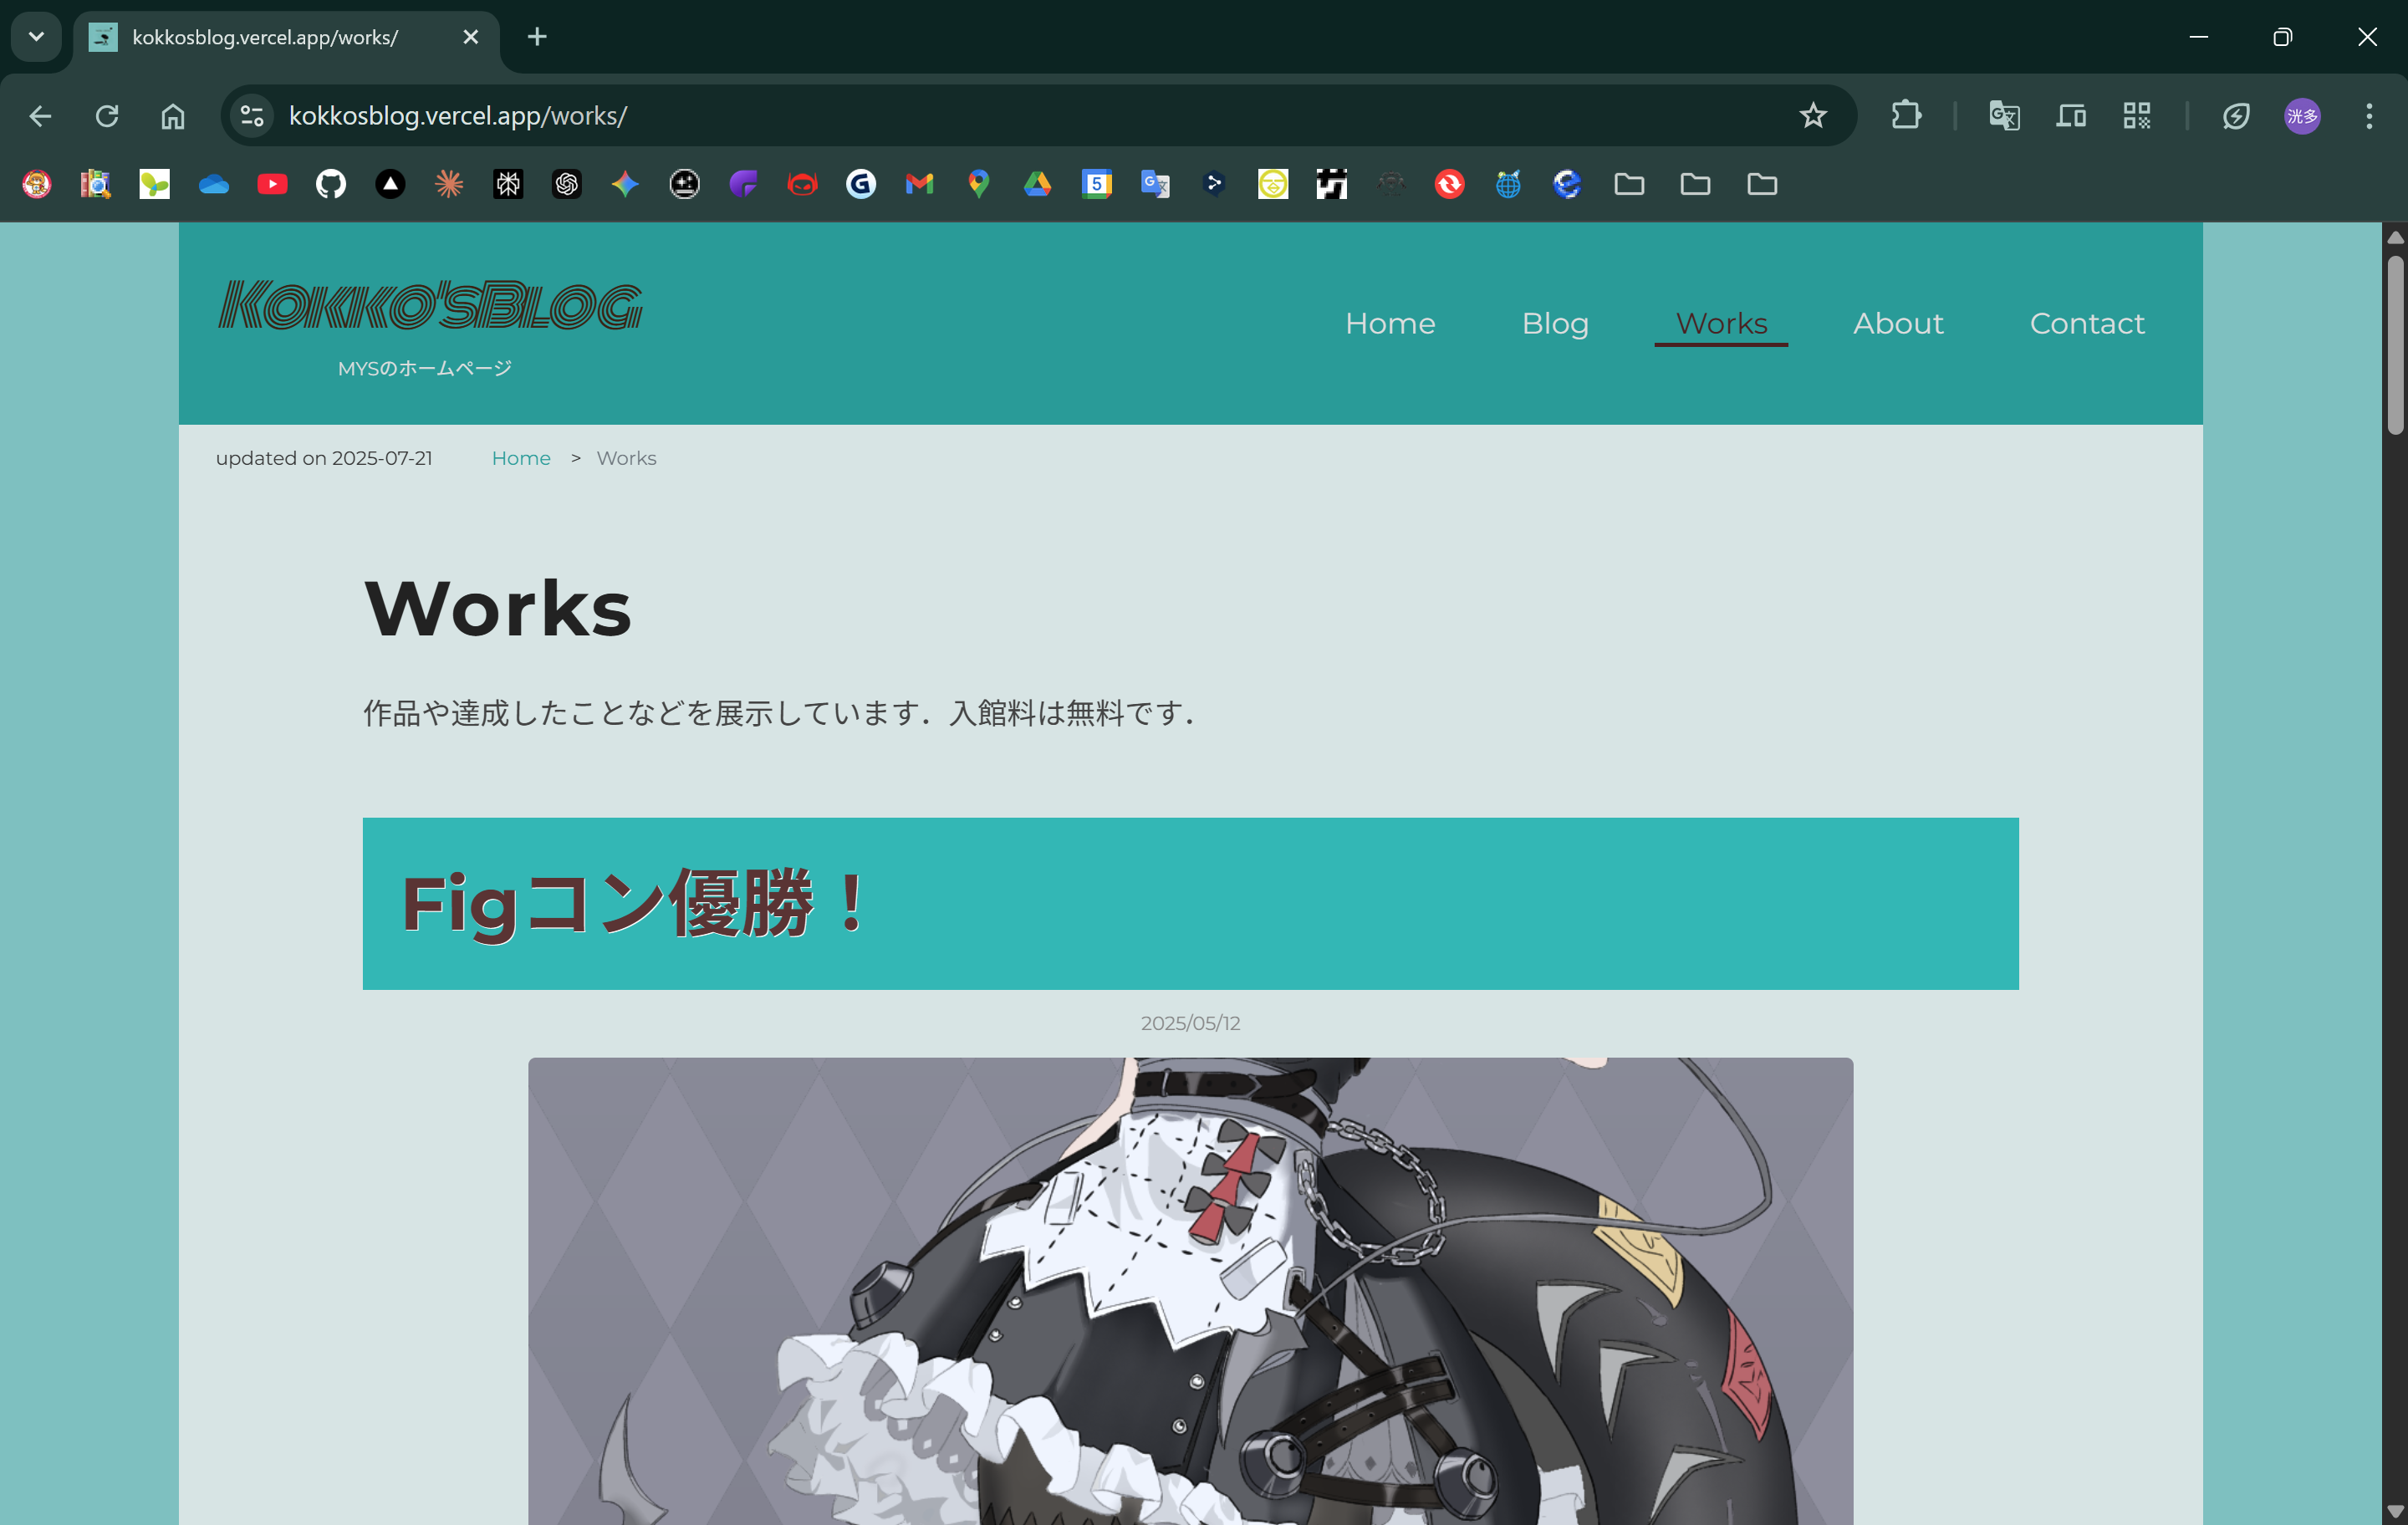 kokkosblog.vercel.app/works/
kokkosblog.vercel.app/works/
洸多
KOKKO'SBLOG
MYSのホームページ
Home
Blog
Works
About
Contact
updated on 2025-07-21 Home > Works
Works
作品や達成したことなどを展示しています．入館料は無料です．
Figコン優勝！
2025/05/12